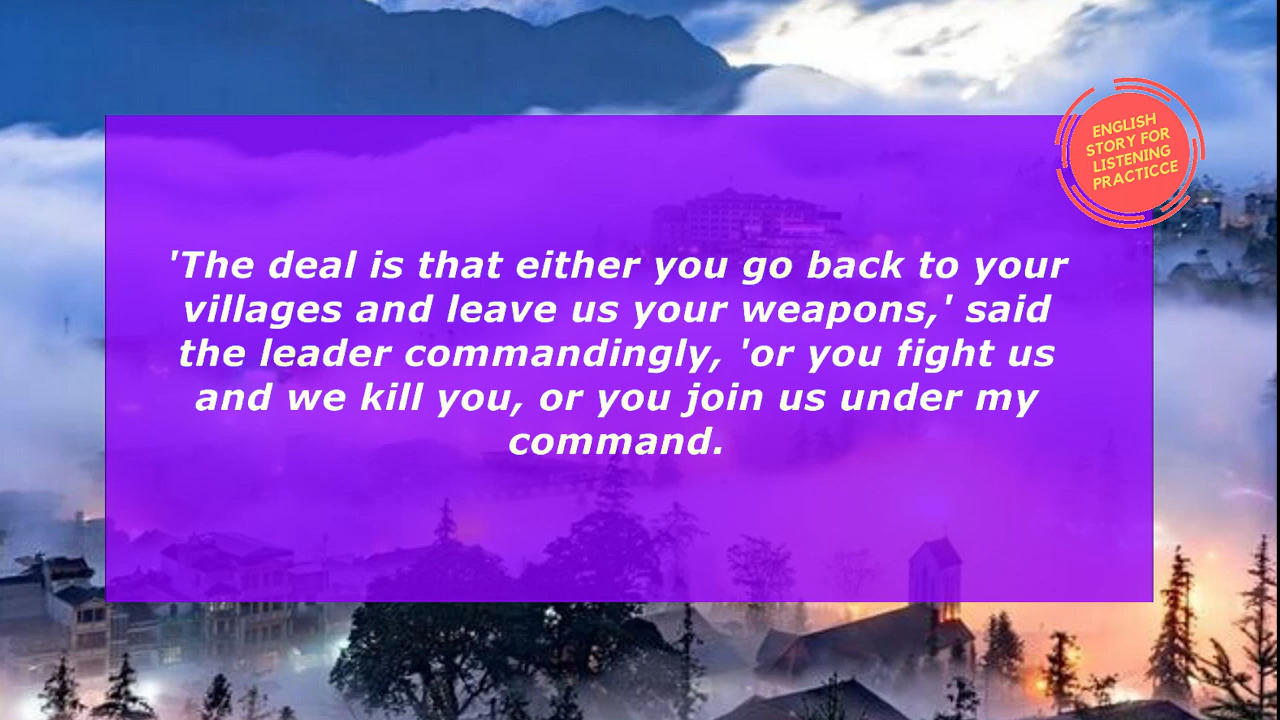 ENGLISH
STORY FOR
LISTENING
PRACTICCE
'The deal is that either you go back to your
villages and leave us your weapons,' said
the leader commandingly, 'or you fight us
and we kill you, or you join us under my
command.